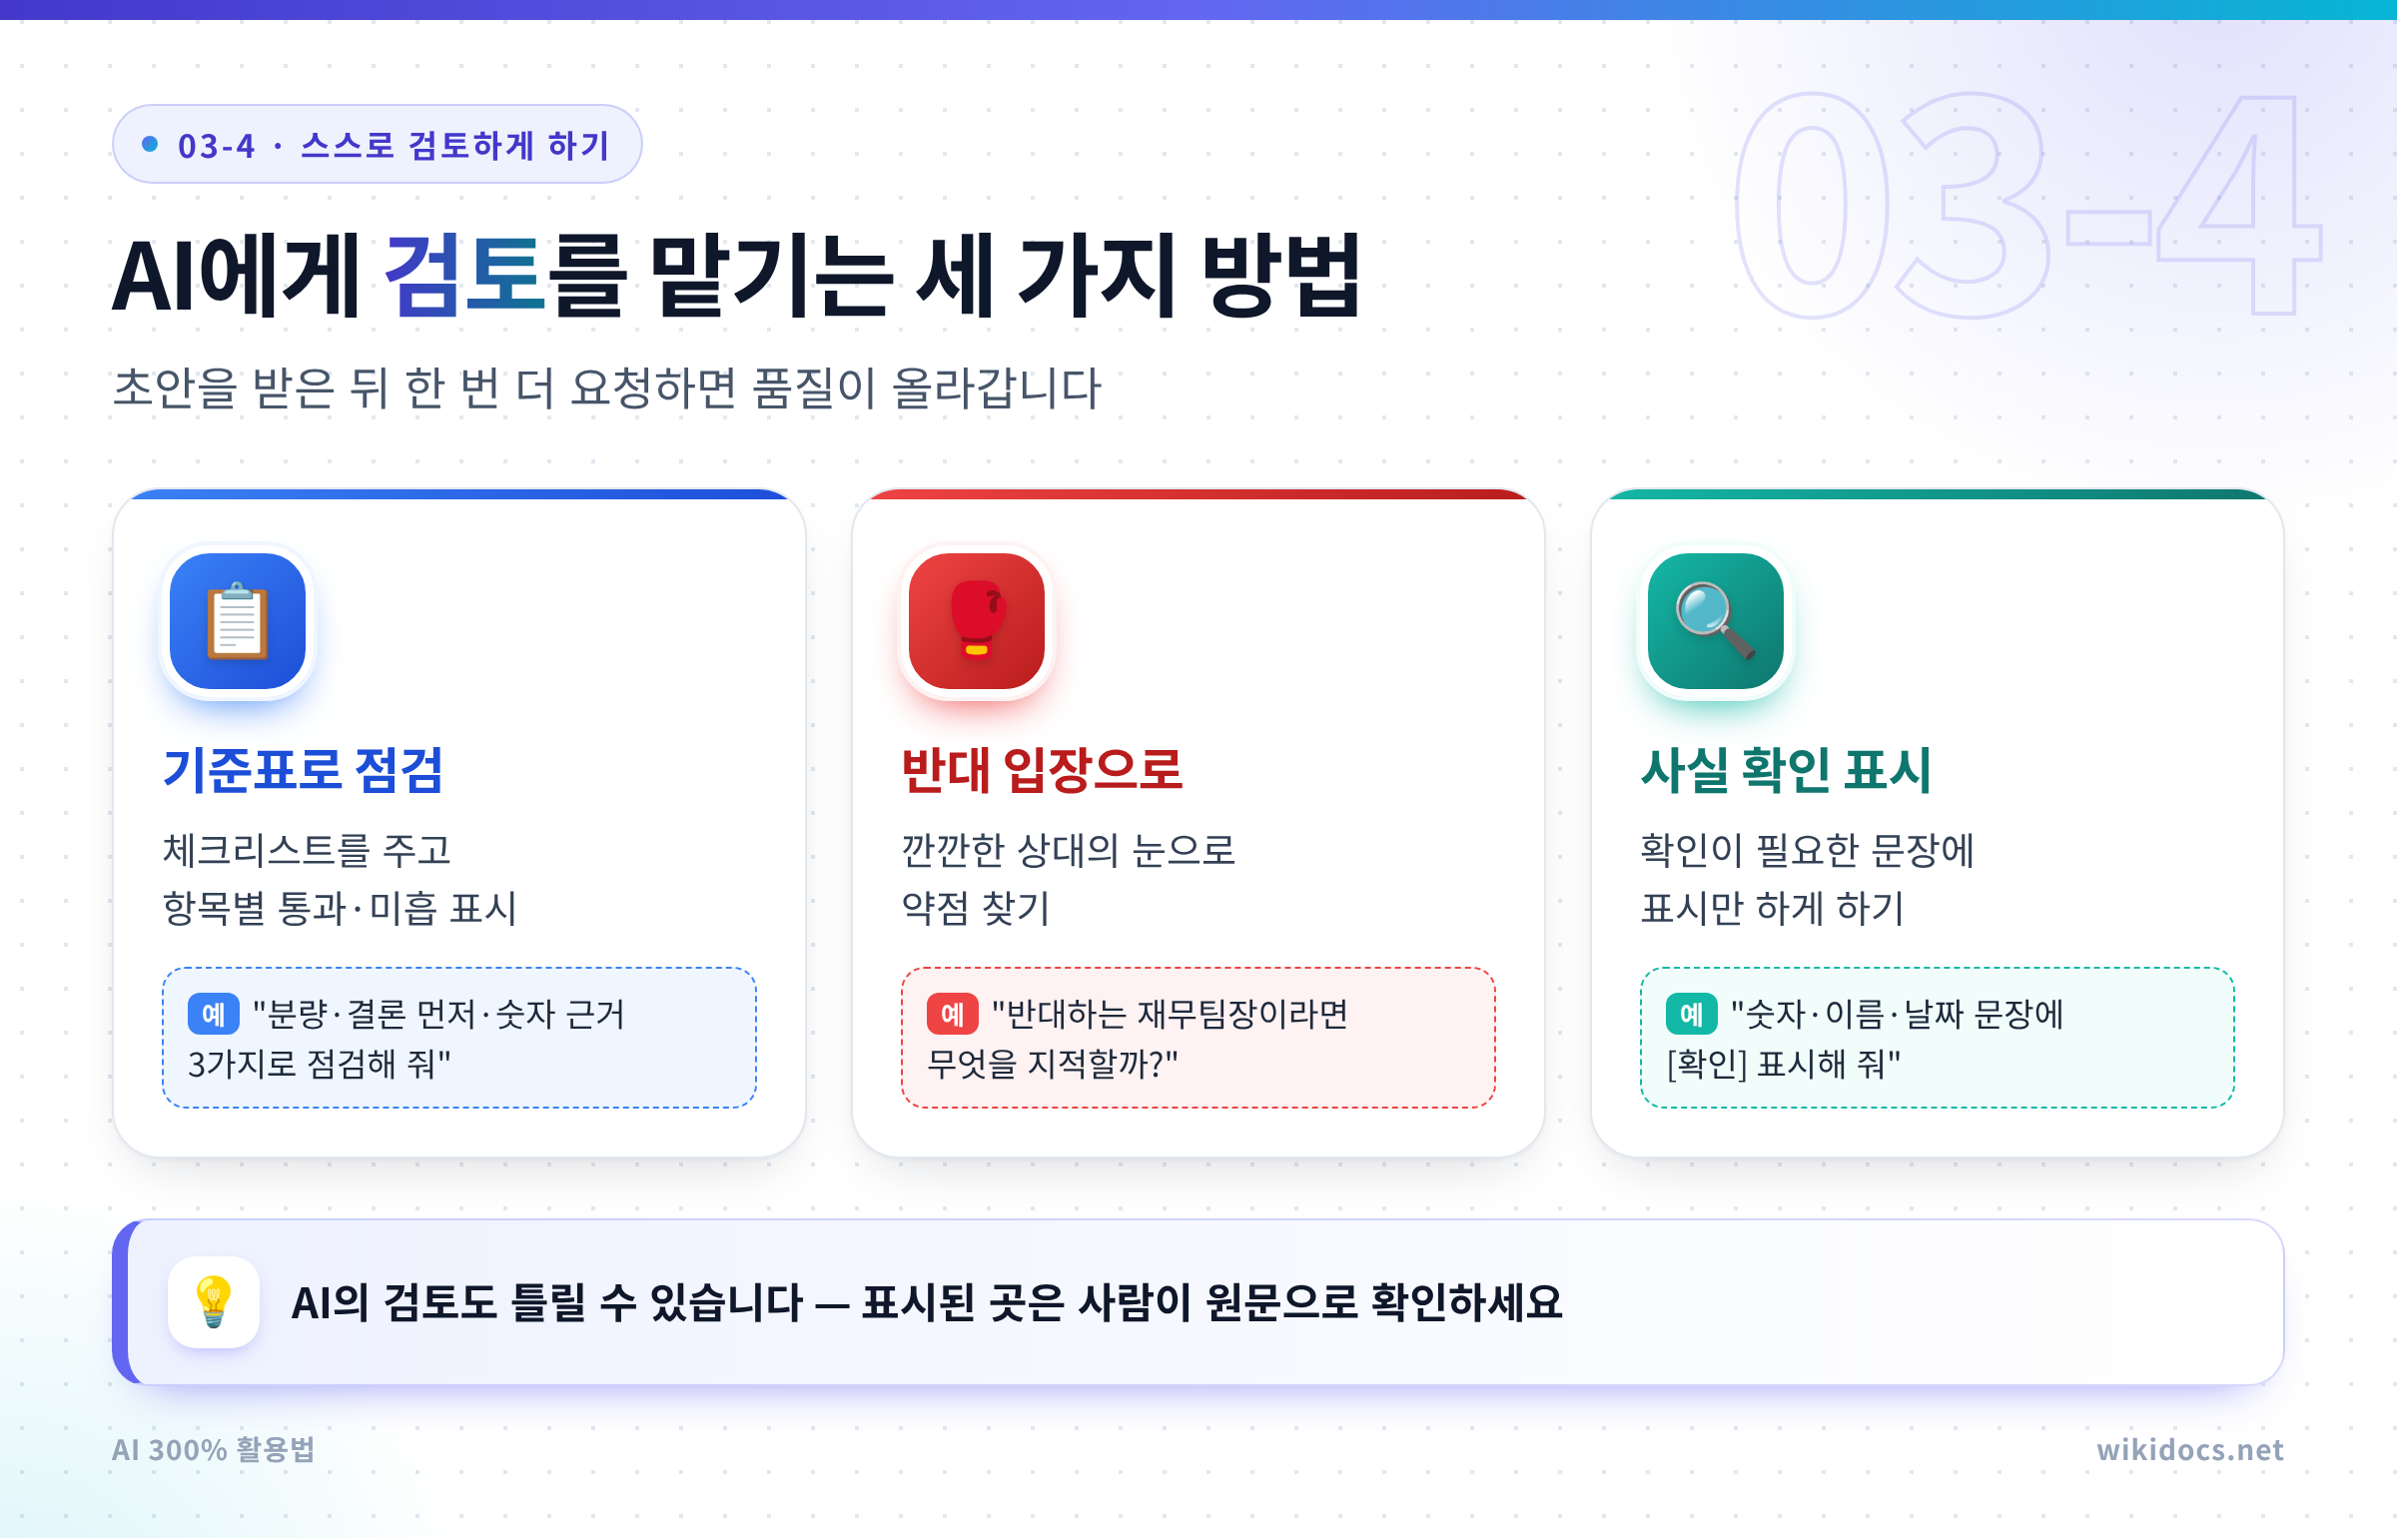 03-4 · 스스로 검토하게 하기
03-4
AI에게 검토를 맡기는 세 가지 방법
초안을 받은 뒤 한 번 더 요청하면 품질이 올라갑니다
기준표로 점검
체크리스트를 주고
항목별 통과·미흡 표시
예 "분량·결론 먼저·숫자 근거
3가지로 점검해 줘"
반대 입장으로
깐깐한 상대의 눈으로
약점 찾기
예 "반대하는 재무팀장이라면
무엇을 지적할까?"
사실 확인 표시
확인이 필요한 문장에
표시만 하게 하기
예 "숫자·이름·날짜 문장에
[확인] 표시해 줘"
AI의 검토도 틀릴 수 있습니다 — 표시된 곳은 사람이 원문으로 확인하세요
AI 300% 활용법
wikidocs.net